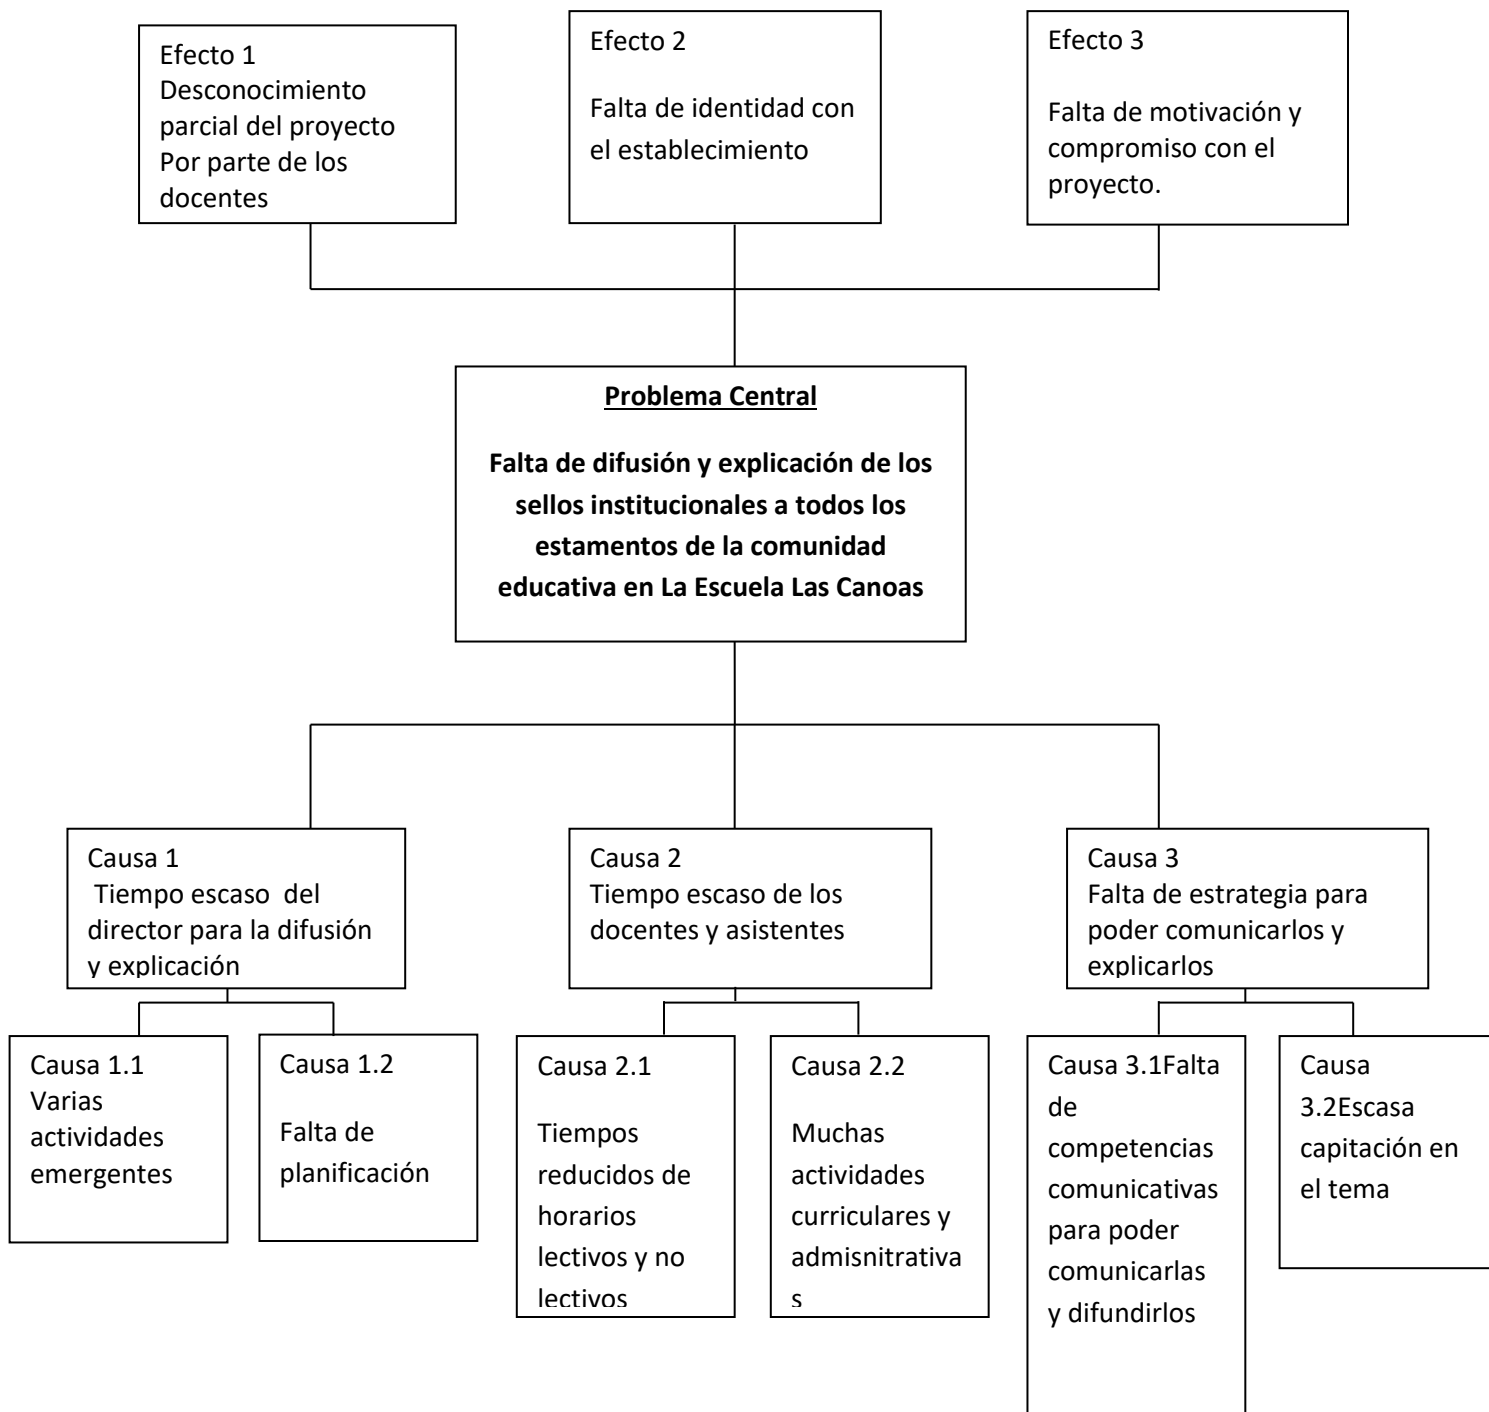 Efecto 1
Desconocimiento
parcial del proyecto
Por parte de los
docentes
Efecto 2
Falta de identidad con
el establecimiento
Efecto 3
Falta de motivación y
compromiso con el
proyecto.
Problema Central
Falta de difusión y explicación de los
sellos institucionales a todos los
estamentos de la comunidad
educativa en La Escuela Las Canoas
Causa 1
Tiempo escaso del
director para la difusión
y explicación
Causa 2
Tiempo escaso de los
docentes y asistentes
Causa 3
Falta de estrategia para
poder comunicarlos y
explicarlos
Causa 1.1
Varias
actividades
emergentes
Causa 1.2
Falta de
planificación
Causa 2.1
Tiempos
reducidos de
horarios
lectivos y no
lectivos
Causa 2.2
Muchas
actividades
curriculares y
admisnitrativa
s
Causa 3.1Falta
de
competencias
comunicativas
para poder
comunicarlas
y difundirlos
Causa
3.2Escasa
capitación en
el tema